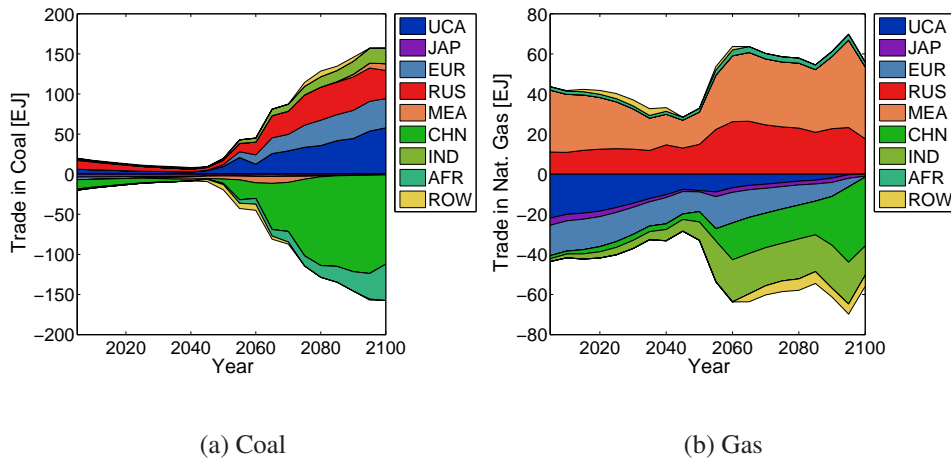 Trade in Coal [EJ]
200
150
100
50
0
−50
−100
−150
−200
2020 2040 2060 2080 2100
Year
UCA
JAP
EUR
RUS
MEA
CHN
IND
AFR
ROW
(a) Coal
Trade in Nat. Gas [EJ]
80
60
40
20
0
−20
−40
−60
−80
2020 2040 2060 2080 2100
Year
UCA
JAP
EUR
RUS
MEA
CHN
IND
AFR
ROW
(b) Gas